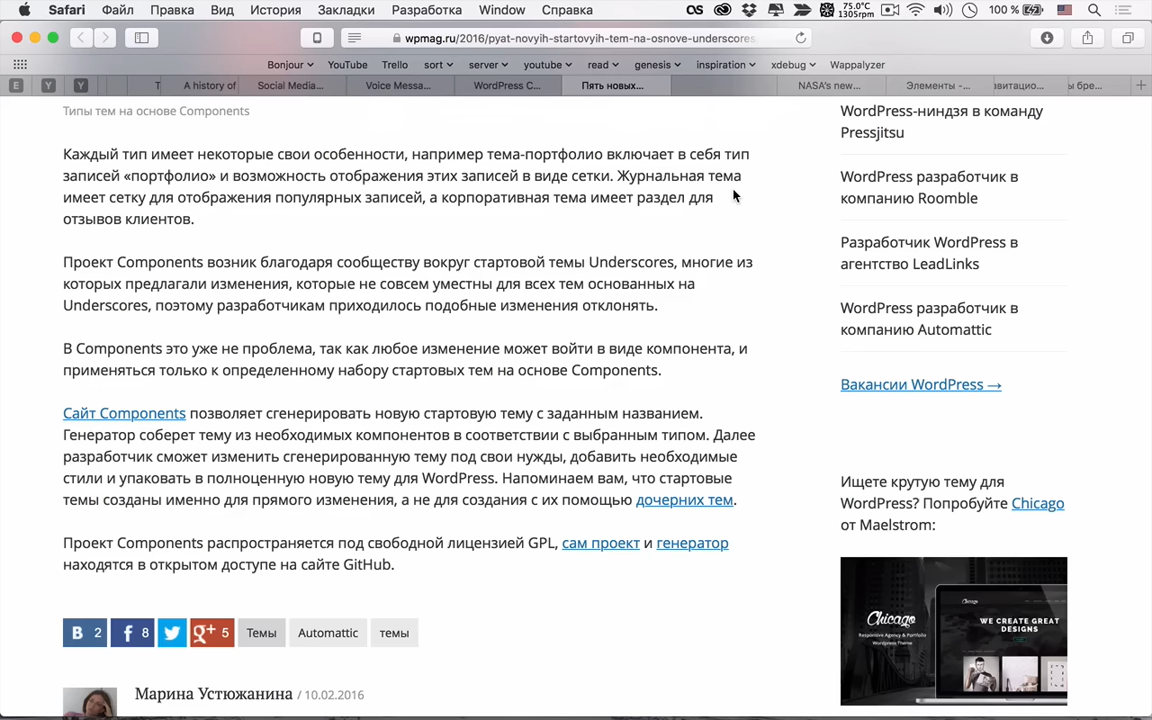 Safari Файл Правка Вид История Закладки Разработка Window Справка 75.0°C 1305rpm 100 %
wpmag.ru/2016/pyat-novyih-startovyih-tem-na-osnove-underscores
Bonjour YouTube Trello sort server youtube read genesis inspiration xdebug Wappalyzer
E Y Y T A history of Social Media... Voice Messa... WordPress C... Пять новых... NASA's new... Элементы -...
Типы тем на основе Components
Каждый тип имеет некоторые свои особенности, например тема-портфолио включает в себя тип
записей «портфолио» и возможность отображения этих записей в виде сетки. Журнальная тема
имеет сетку для отображения популярных записей, а корпоративная тема имеет раздел для
отзывов клиентов.
Проект Components возник благодаря сообществу вокруг стартовой темы Underscores, многие из
которых предлагали изменения, которые не совсем уместны для всех тем основанных на
Underscores, поэтому разработчикам приходилось подобные изменения отклонять.
В Components это уже не проблема, так как любое изменение может войти в виде компонента, и
применяться только к определенному набору стартовых тем на основе Components.
Сайт Components позволяет сгенерировать новую стартовую тему с заданным названием.
Генератор соберет тему из необходимых компонентов в соответствии с выбранным типом. Далее
разработчик сможет изменить сгенерированную тему под свои нужды, добавить необходимые
стили и упаковать в полноценную новую тему для WordPress. Напоминаем вам, что стартовые
темы созданы именно для прямого изменения, а не для создания с их помощью дочерних тем.
Проект Components распространяется под свободной лицензией GPL, сам проект и генератор
находятся в открытом доступе на сайте GitHub.
B 2 f 8 g+ 5 Темы Automattic темы
Марина Устюжанина / 10.02.2016
WordPress-ниндзя в команду
Pressjitsu
WordPress разработчик в
компанию Roomble
Разработчик WordPress в
агентство LeadLinks
WordPress разработчик в
компанию Automattic
Вакансии WordPress →
Ищете крутую тему для
WordPress? Попробуйте Chicago
от Maelstrom:
Chicago
Responsive Agency & Portfolio
Wordpress Theme
Chicago
WE CREATE GREAT
DESIGNS